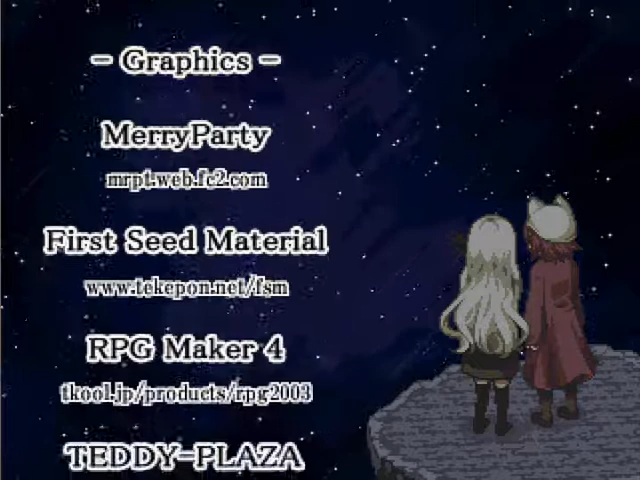 - Graphics -
MerryParty
mrpt.web.fc2.com
First Seed Material
www.tekepon.net/fsm
RPG Maker 4
tkool.jp/products/rpg2003
TEDDY-PLAZA